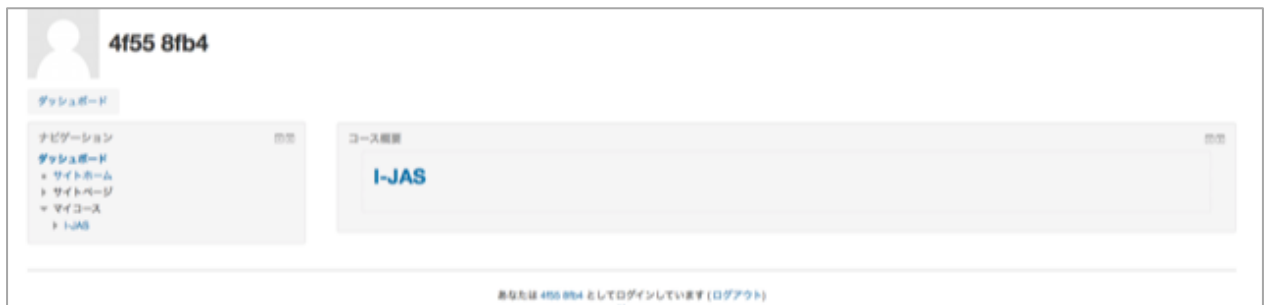 4f55 8fb4
ダッシュボード
ナビゲーション
ダッシュボード
サイトホーム
サイトページ
マイコース
I-JAS
コース概要
I-JAS
あなたは 4f55 8fb4 としてログインしています (ログアウト)